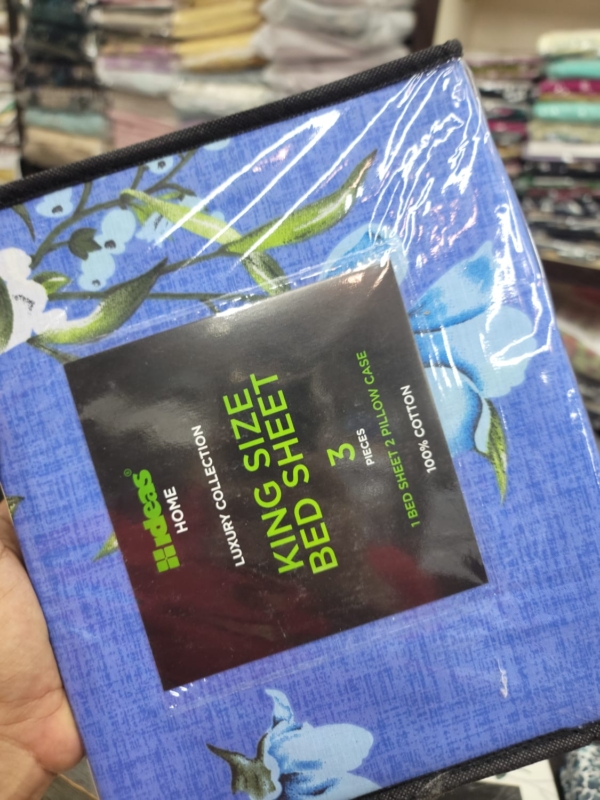 ideas®
HOME
LUXURY COLLECTION
KING SIZE
BED SHEET
3
PIECES
1 BED SHEET 2 PILLOW CASE
100% COTTON